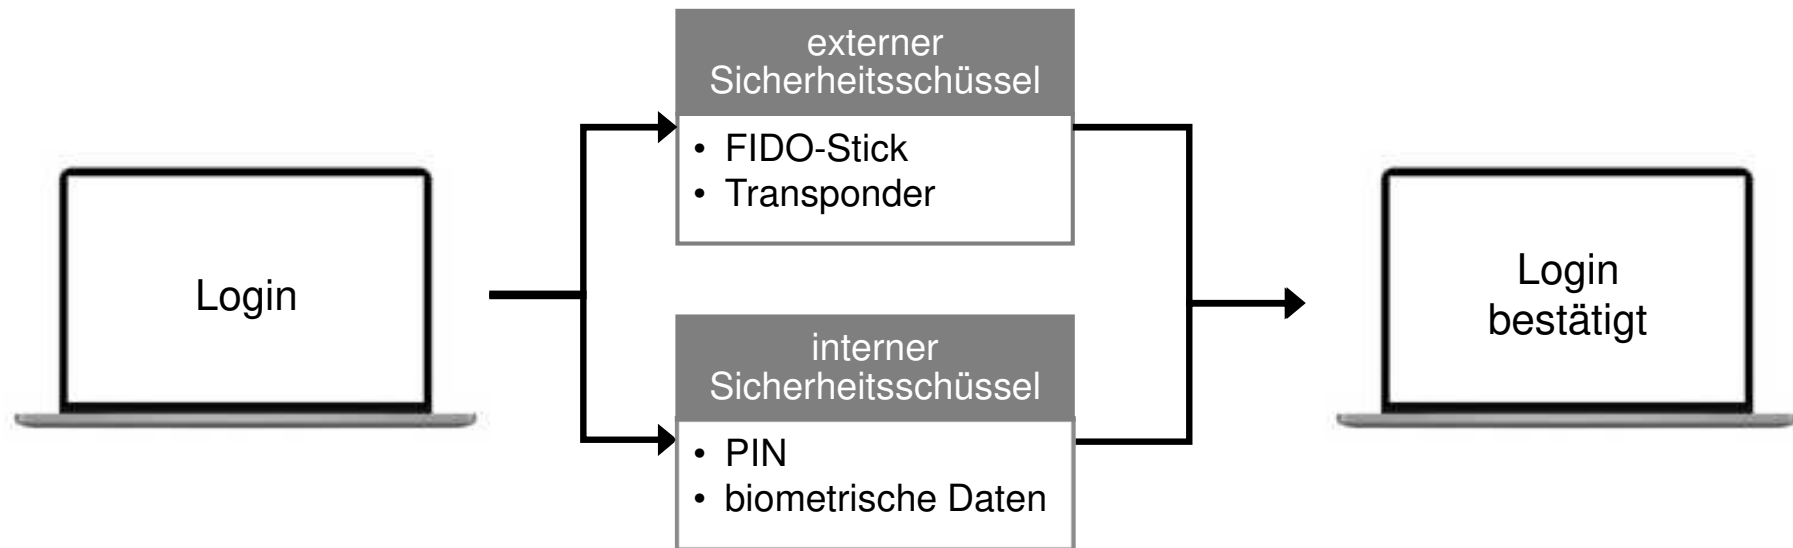 Login
externer
Sicherheitsschüssel
• FIDO-Stick
• Transponder
interner
Sicherheitsschüssel
• PIN
• biometrische Daten
Login
bestätigt